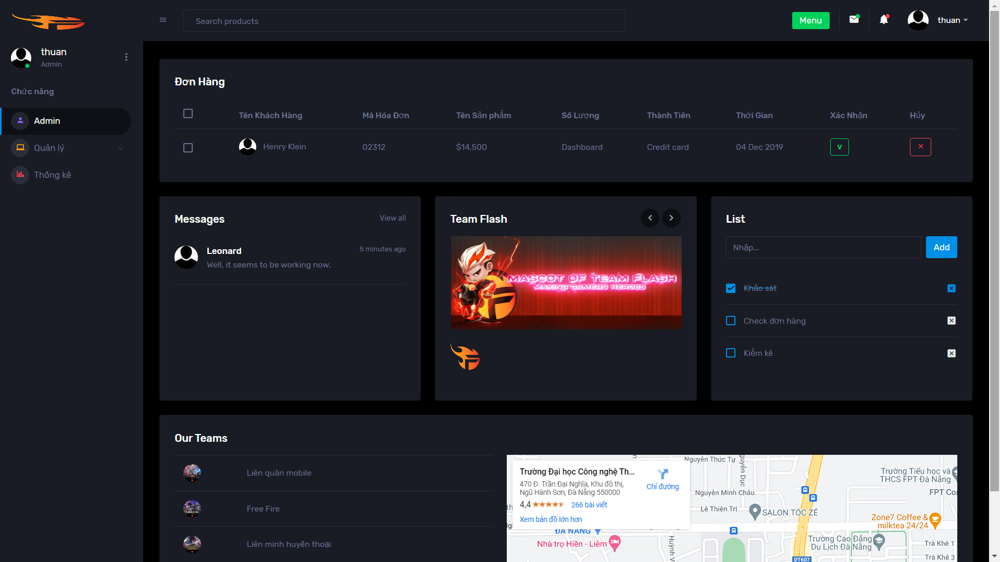 Search products
Menu
thuan
thuan
Admin
Chức năng
Admin
Quản lý
Thống kê
Đơn Hàng
Tên Khách Hàng Mã Hóa Đơn Tên Sản phẩm Số Lượng Thành Tiền Thời Gian Xác Nhận Hủy
Henry Klein 02312 $14,500 Dashboard Credit card 04 Dec 2019 V
Messages
View all
Leonard
5 minutes ago
Well, it seems to be working now.
Team Flash
MASCOT OF TEAM FLASH
MAKING GAMERS HEROES
List
Nhập...
Add
Khảo sát
Check đơn hàng
Kiểm kê
Our Teams
Liên quân mobile
Free Fire
Liên minh huyền thoại
Trường Đại học Công nghệ Th...
470 Đ. Trần Đại Nghĩa, Khu đô thị,
Ngũ Hành Sơn, Đà Nẵng 550000
Chỉ đường
4,4
266 bài viết
Xem bản đồ lớn hơn
ĐÀ NẴNG
Nhà trọ Hiền - Liêm
Nguyễn Thức Tự
Nguyễn Minh Châu
Lê Thiện Trị
SALON TÓC ZÉ
Trường Tiểu học và
THCS FPT Đà Nẵng
FPT
Zone7 Coffee &
milktea 24/24
Trường Cao Đẳng
Du Lịch Đà Nẵng
Trà Khê 1
Trà Khê 3
DT607